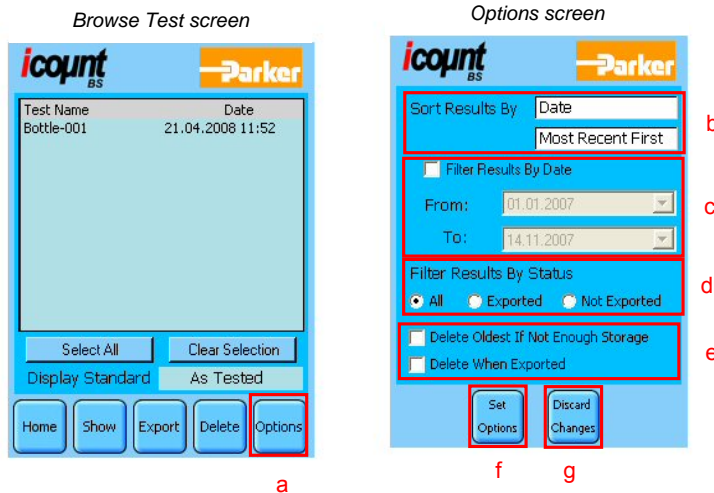 Browse Test screen
icount
BS
Parker
Test Name Date
Bottle-001 21.04.2008 11:52
Select All Clear Selection
Display Standard As Tested
Home Show Export Delete Options
a
Options screen
icount
BS
Parker
Sort Results By Date
Most Recent First
b
Filter Results By Date
From: 01.01.2007
c
To: 14.11.2007
Filter Results By Status
d
All Exported Not Exported
Delete Oldest If Not Enough Storage
e
Delete When Exported
Set
Options
Discard
Changes
f g